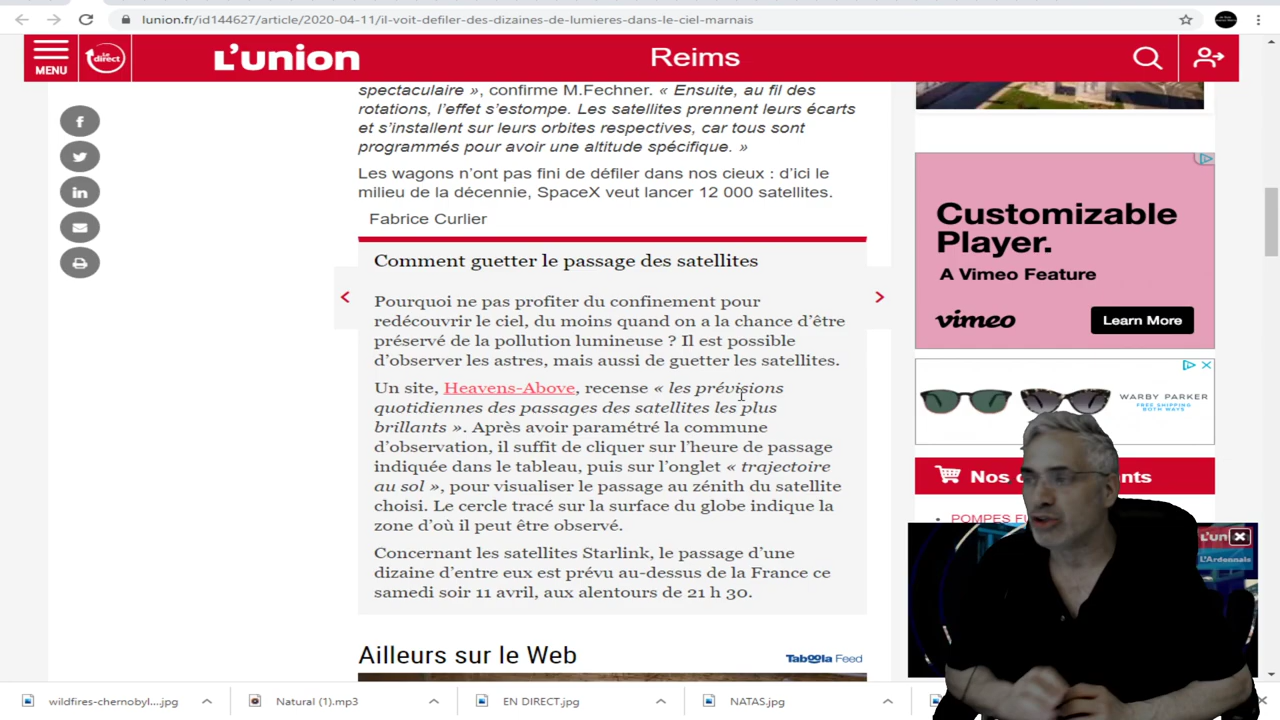 lunion.fr/id144627/article/2020-04-11/il-voit-defiler-des-dizaines-de-lumieres-dans-le-ciel-marnais
MENU
Le direct
L'union
Reims
spectaculaire », confirme M.Fechner. « Ensuite, au fil des
rotations, l'effet s'estompe. Les satellites prennent leurs écarts
et s'installent sur leurs orbites respectives, car tous sont
programmés pour avoir une altitude spécifique. »
Les wagons n'ont pas fini de défiler dans nos cieux : d'ici le
milieu de la décennie, SpaceX veut lancer 12 000 satellites.
Fabrice Curlier
Comment guetter le passage des satellites
Pourquoi ne pas profiter du confinement pour
redécouvrir le ciel, du moins quand on a la chance d'être
préservé de la pollution lumineuse ? Il est possible
d'observer les astres, mais aussi de guetter les satellites.
Un site, Heavens-Above, recense « les prévisions
quotidiennes des passages des satellites les plus
brillants ». Après avoir paramétré la commune
d'observation, il suffit de cliquer sur l'heure de passage
indiquée dans le tableau, puis sur l'onglet « trajectoire
au sol », pour visualiser le passage au zénith du satellite
choisi. Le cercle tracé sur la surface du globe indique la
zone d'où il peut être observé.
Concernant les satellites Starlink, le passage d'une
dizaine d'entre eux est prévu au-dessus de la France ce
samedi soir 11 avril, aux alentours de 21 h 30.
Ailleurs sur le Web
Taboola Feed
Customizable
Player.
A Vimeo Feature
vimeo
Learn More
WARBY PARKER
FREE SHIPPING
BOTH WAYS
Nos
POMPES
L'Ardennais
wildfires-chernobyl....jpg
Natural (1).mp3
EN DIRECT.jpg
NATAS.jpg